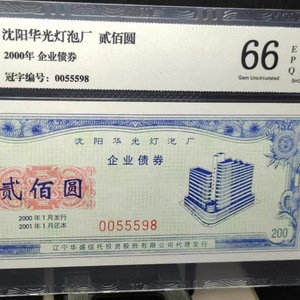 沈阳华光灯泡厂 贰佰圆
2000年 企业债券
冠字编号：0055598
66
Gem Uncirculated
E
P
Q
沈阳华光灯泡厂
企业债券
贰佰圆
2000年1月发行
2001年1月还本
0055598
200
辽宁华盛信托投资股份有限公司代理发行